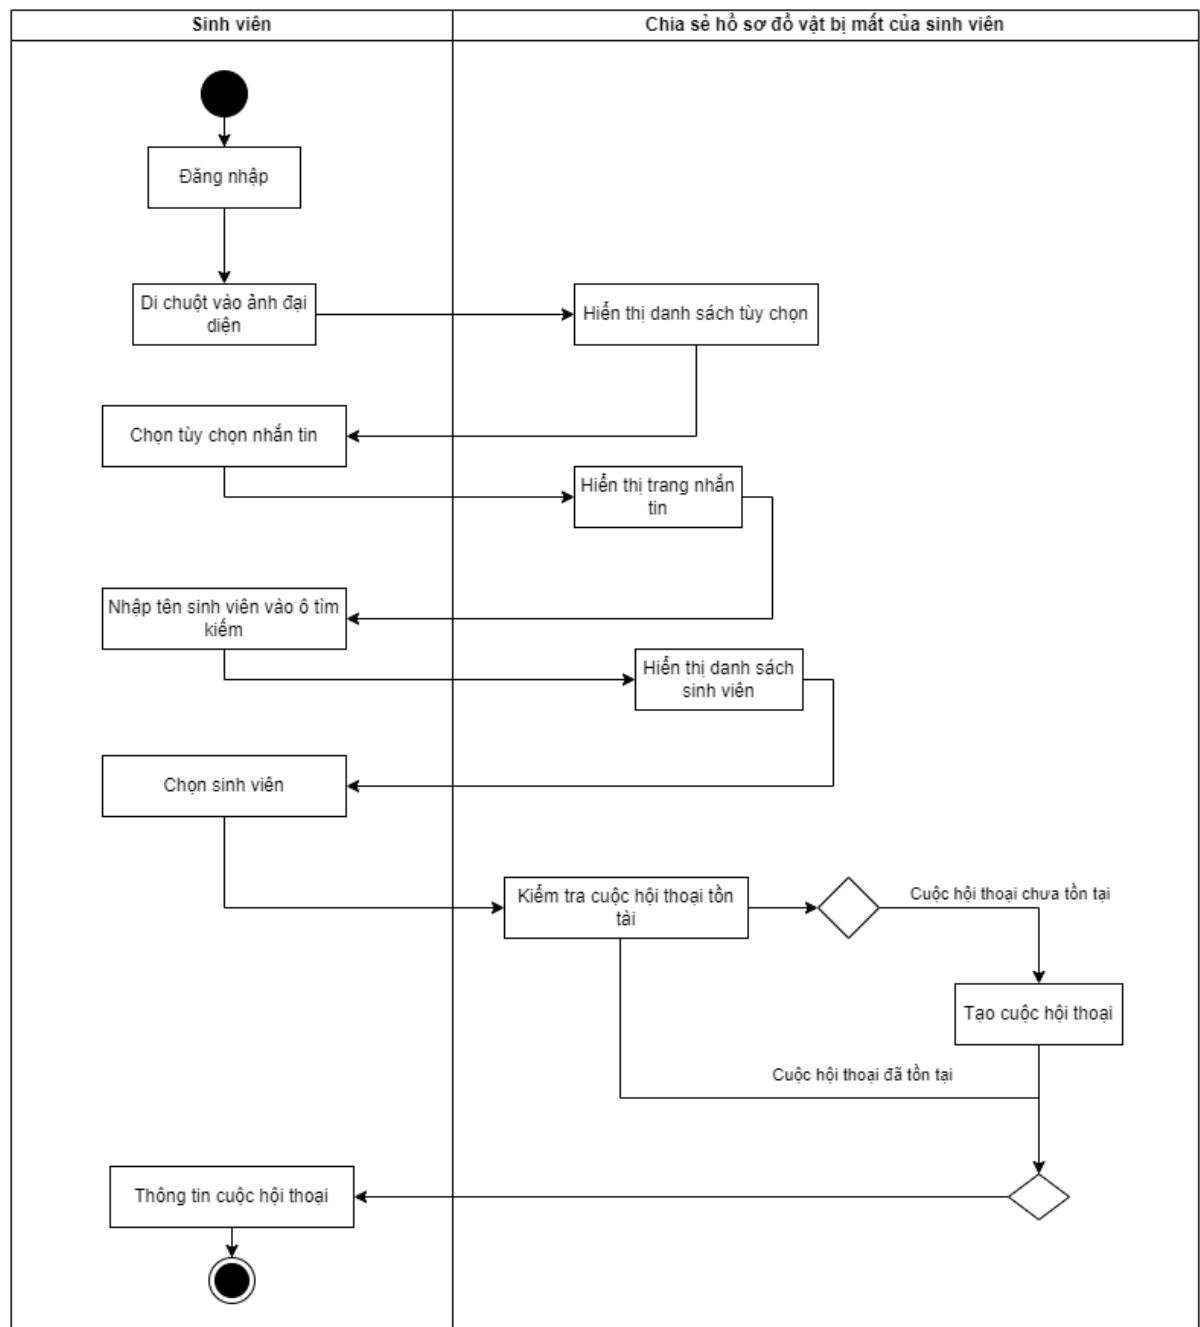 Sinh viên
Chia sẻ hồ sơ đồ vật bị mất của sinh viên
Đăng nhập
Di chuột vào ảnh đại
diện
Hiển thị danh sách tùy chọn
Chọn tùy chọn nhắn tin
Hiển thị trang nhắn
tin
Nhập tên sinh viên vào ô tìm
kiếm
Hiển thị danh sách
sinh viên
Chọn sinh viên
Kiểm tra cuộc hội thoại tồn
tài
Cuộc hội thoại chưa tồn tại
Tạo cuộc hội thoại
Cuộc hội thoại đã tồn tại
Thông tin cuộc hội thoại